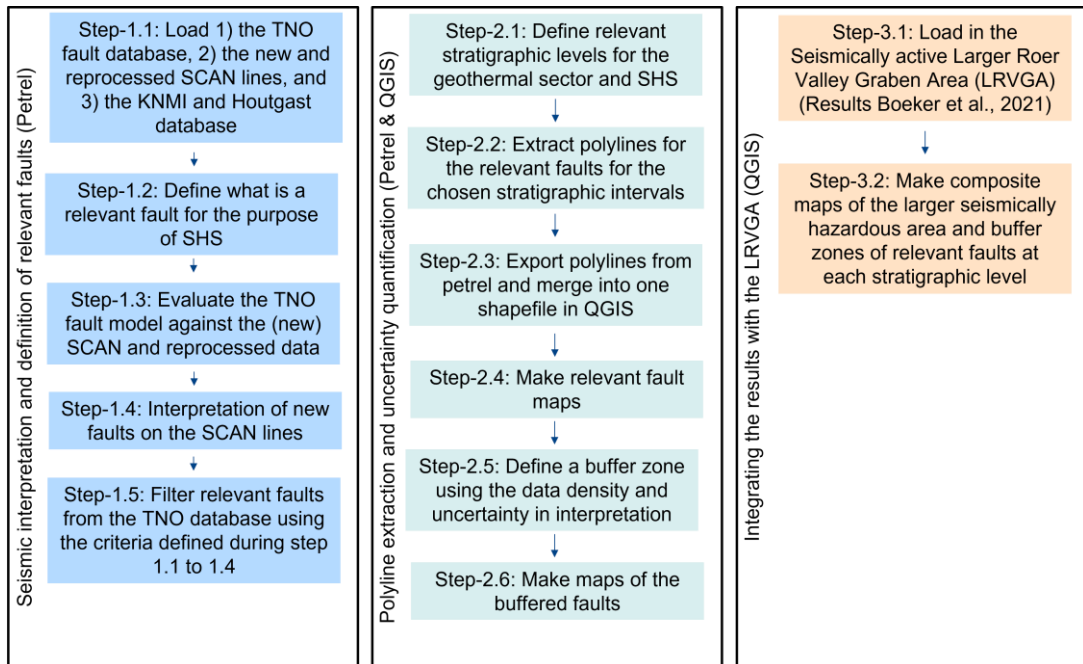 Seismic interpretation and definition of relevant faults (Petrel)
Step-1.1: Load 1) the TNO
fault database, 2) the new and
reprocessed SCAN lines, and
3) the KNMI and Houtgast
database
Step-1.2: Define what is a
relevant fault for the purpose
of SHS
Step-1.3: Evaluate the TNO
fault model against the (new)
SCAN and reprocessed data
Step-1.4: Interpretation of new
faults on the SCAN lines
Step-1.5: Filter relevant faults
from the TNO database using
the criteria defined during step
1.1 to 1.4
Polyline extraction and uncertainty quantification (Petrel & QGIS)
Step-2.1: Define relevant
stratigraphic levels for the
geothermal sector and SHS
Step-2.2: Extract polylines for
the relevant faults for the
chosen stratigraphic intervals
Step-2.3: Export polylines from
petrel and merge into one
shapefile in QGIS
Step-2.4: Make relevant fault
maps
Step-2.5: Define a buffer zone
using the data density and
uncertainty in interpretation
Step-2.6: Make maps of the
buffered faults
Integrating the results with the LRVGA (QGIS)
Step-3.1: Load in the
Seismically active Larger Roer
Valley Graben Area (LRVGA)
(Results Boeker et al., 2021)
Step-3.2: Make composite
maps of the larger seismically
hazardous area and buffer
zones of relevant faults at
each stratigraphic level